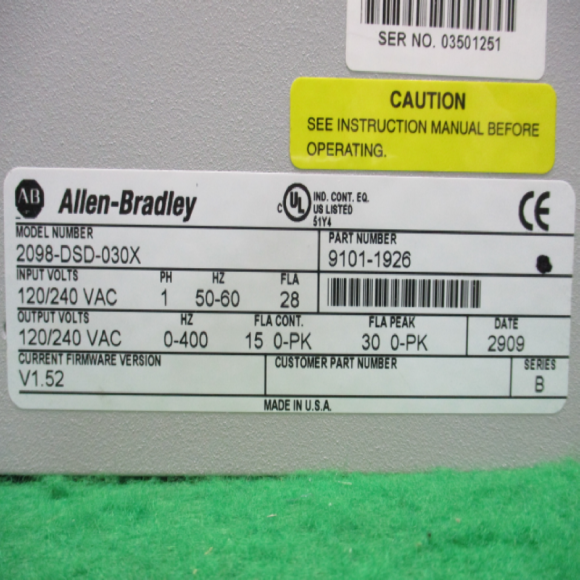 SER NO. 03501251
CAUTION
SEE INSTRUCTION MANUAL BEFORE
OPERATING.
AB Allen-Bradley
C UL US LISTED IND. CONT. EQ. 51Y4 CE
MODEL NUMBER PART NUMBER
2098-DSD-030X 9101-1926
INPUT VOLTS PH HZ FLA
120/240 VAC 1 50-60 28
OUTPUT VOLTS HZ FLA CONT. FLA PEAK DATE
120/240 VAC 0-400 15 0-PK 30 0-PK 2909
CURRENT FIRMWARE VERSION CUSTOMER PART NUMBER SERIES
V1.52 B
MADE IN U.S.A.